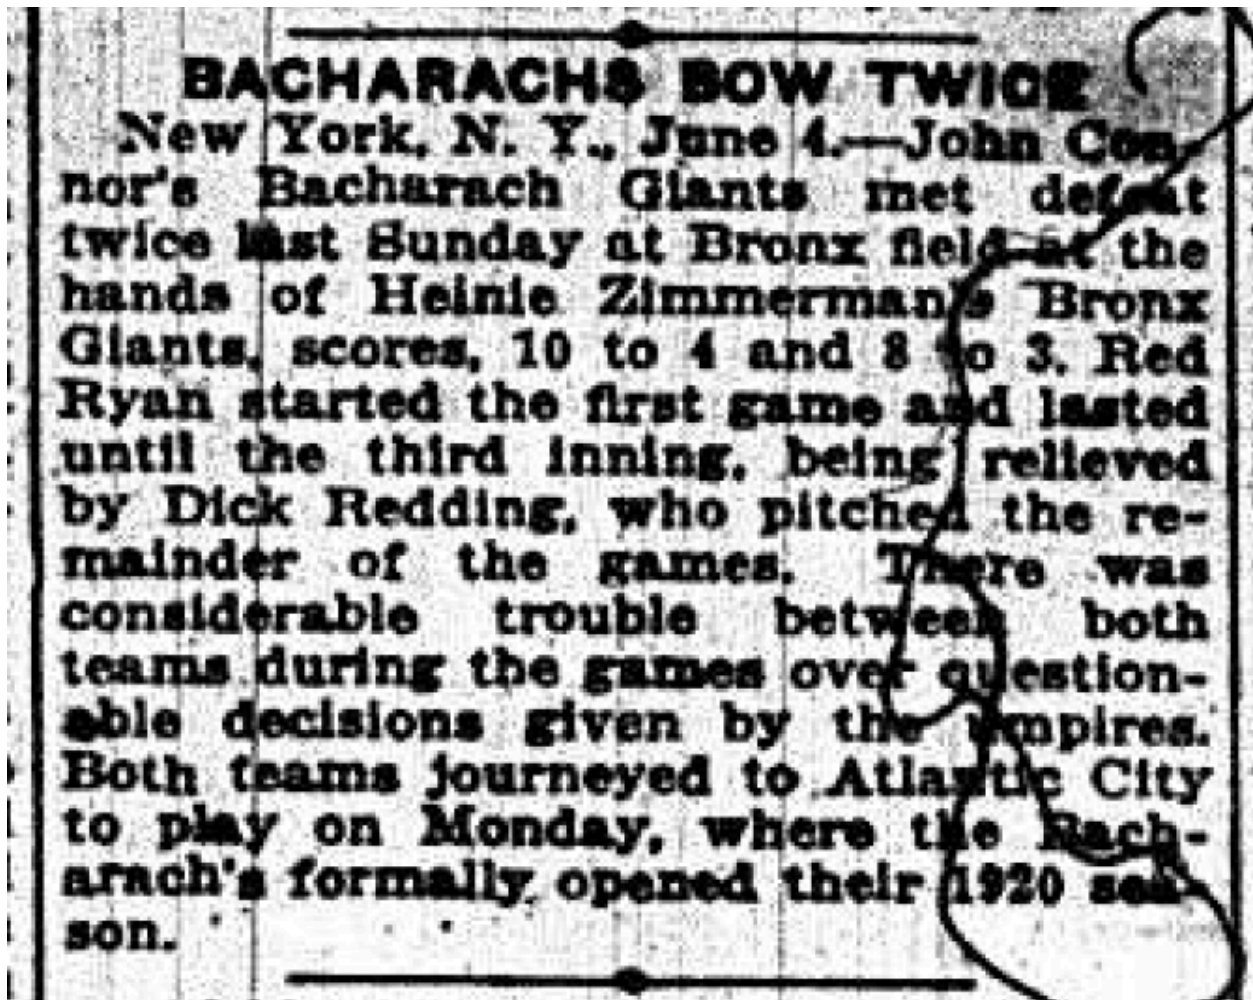 BACHARACHS BOW TWICE
New York, N. Y., June 4.—John Con-
nor's Bacharach Giants met defeat
twice last Sunday at Bronx field at the
hands of Heinie Zimmerman's Bronx
Giants, scores, 10 to 4 and 8 to 3. Red
Ryan started the first game and lasted
until the third inning, being relieved
by Dick Redding, who pitched the re-
mainder of the games. There was
considerable trouble between both
teams during the games over question-
able decisions given by the umpires.
Both teams journeyed to Atlantic City
to play on Monday, where the Bach-
arach's formally opened their 1920 sea-
son.